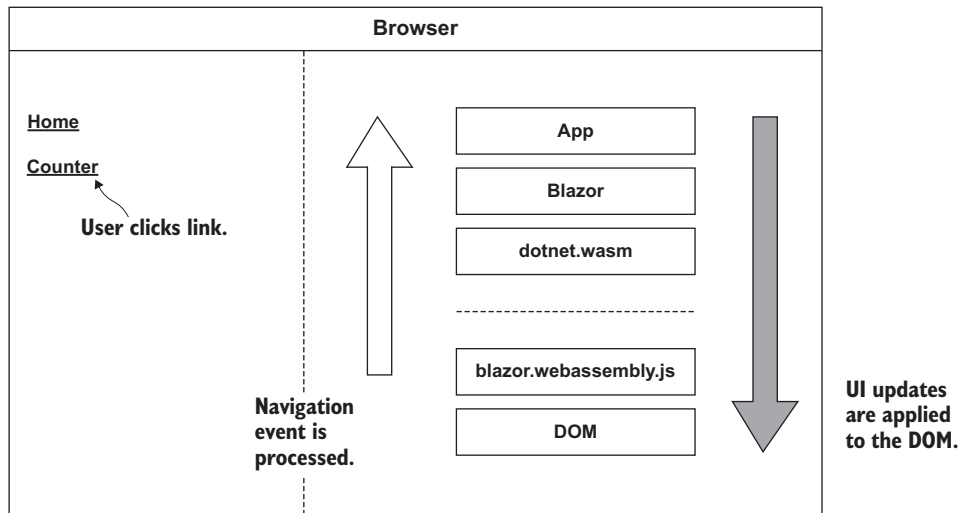 Browser
Home
Counter
User clicks link.
App
Blazor
dotnet.wasm
blazor.webassembly.js
DOM
Navigation
event is
processed.
UI updates
are applied
to the DOM.